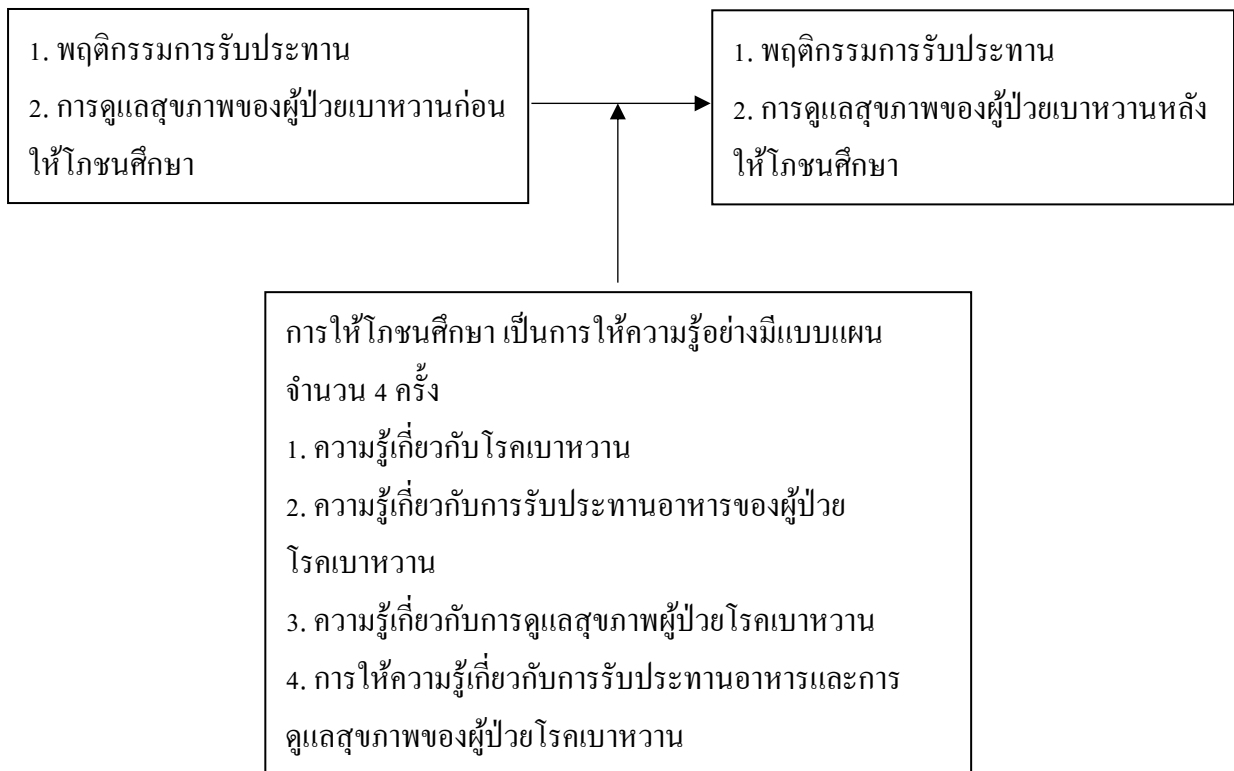 1. พฤติกรรมการรับประทาน
2. การดูแลสุขภาพของผู้ป่วยเบาหวานก่อน
ให้โภชนศึกษา
1. พฤติกรรมการรับประทาน
2. การดูแลสุขภาพของผู้ป่วยเบาหวานหลัง
ให้โภชนศึกษา
การให้โภชนศึกษา เป็นการให้ความรู้อย่างมีแบบแผน
จำนวน 4 ครั้ง
1. ความรู้เกี่ยวกับโรคเบาหวาน
2. ความรู้เกี่ยวกับการรับประทานอาหารของผู้ป่วย
โรคเบาหวาน
3. ความรู้เกี่ยวกับการดูแลสุขภาพผู้ป่วยโรคเบาหวาน
4. การให้ความรู้เกี่ยวกับการรับประทานอาหารและการ
ดูแลสุขภาพของผู้ป่วยโรคเบาหวาน